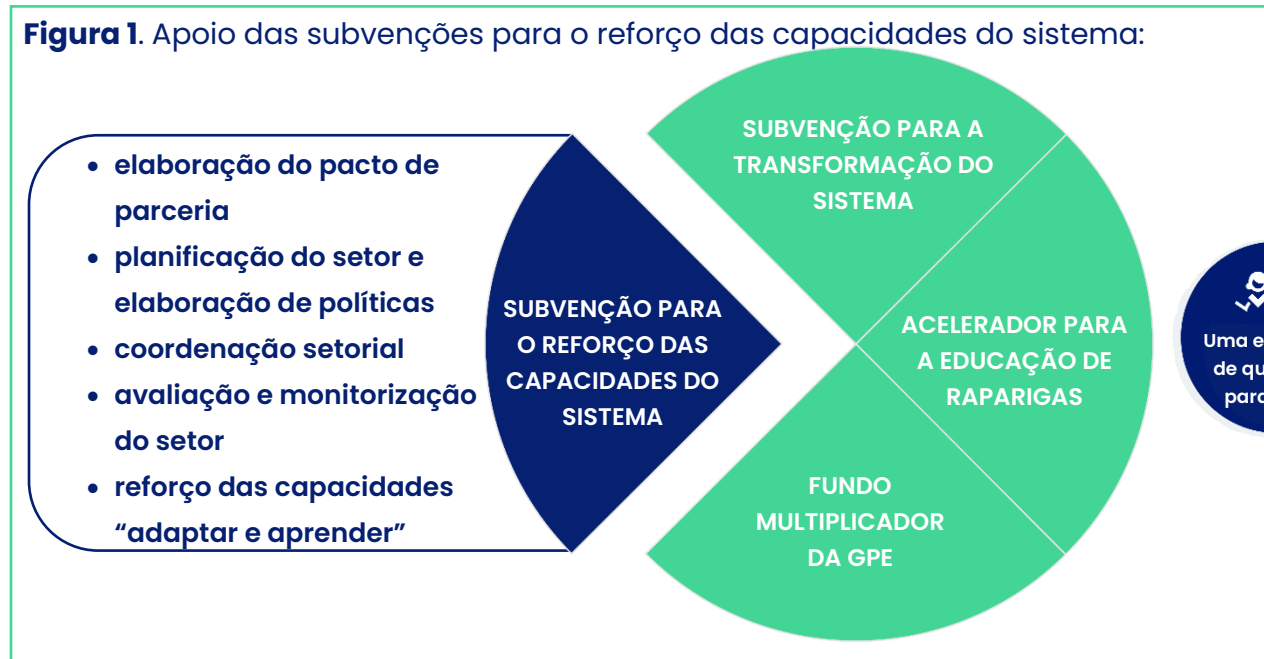 Figura 1. Apoio das subvenções para o reforço das capacidades do sistema:
• elaboração do pacto de
parceria
• planificação do setor e
elaboração de políticas
• coordenação setorial
• avaliação e monitorização
do setor
• reforço das capacidades
“adaptar e aprender”
SUBVENÇÃO PARA
O REFORÇO DAS
CAPACIDADES DO
SISTEMA
SUBVENÇÃO PARA A
TRANSFORMAÇÃO DO
SISTEMA
ACELERADOR PARA
A EDUCAÇÃO DE
RAPARIGAS
FUNDO
MULTIPLICADOR
DA GPE
Uma
de